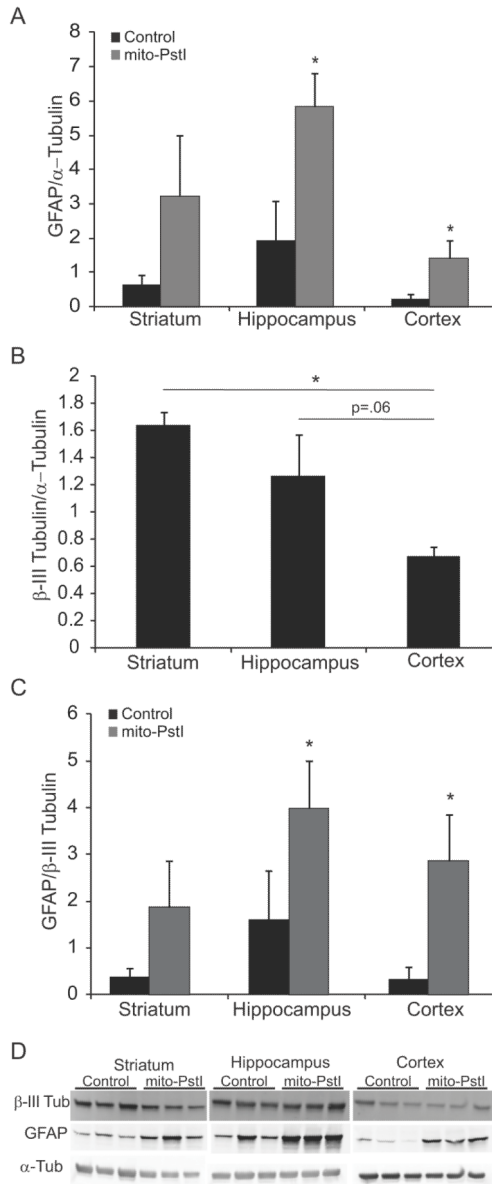 A
Control
mito-PstI
GFAP/α–Tubulin
8
7
6
5
4
3
2
1
0
*
*
Striatum Hippocampus Cortex
B
β-III Tubulin/α–Tubulin
2
1.8
1.6
1.4
1.2
1
0.8
0.6
0.4
0.2
0
*
p=.06
Striatum Hippocampus Cortex
C
Control
mito-PstI
GFAP/β-III Tubulin
6
5
4
3
2
1
0
*
*
Striatum Hippocampus Cortex
D
Striatum Hippocampus Cortex
Control mito-PstI Control mito-PstI Control mito-PstI
β-III Tub
GFAP
α-Tub